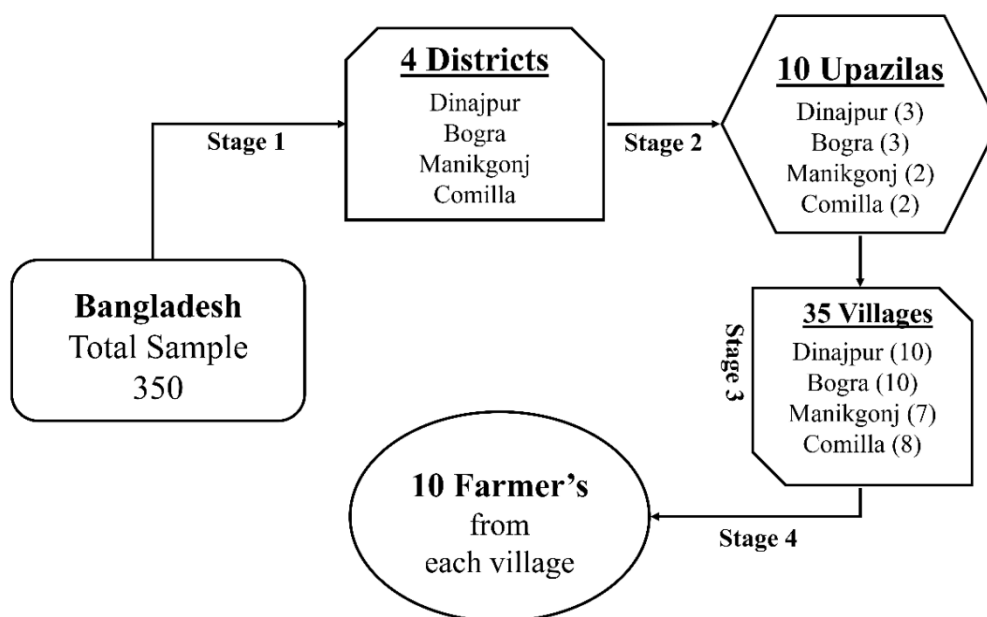 Bangladesh
Total Sample
350
Stage 1
4 Districts
Dinajpur
Bogra
Manikgonj
Comilla
Stage 2
10 Upazilas
Dinajpur (3)
Bogra (3)
Manikgonj (2)
Comilla (2)
Stage 3
35 Villages
Dinajpur (10)
Bogra (10)
Manikgonj (7)
Comilla (8)
Stage 4
10 Farmer’s
from
each village